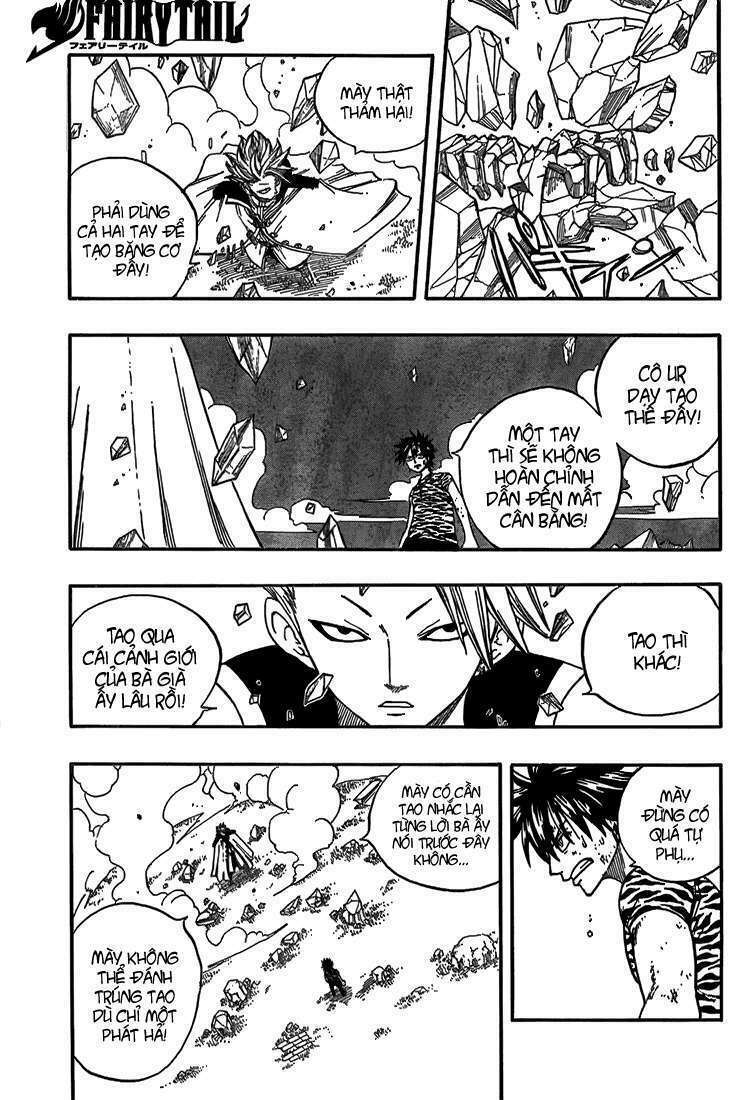 FAIRYTAIL
フェアリーテイル
MÀY THẬT
THẢM HẠI!
PHẢI DÙNG
CẢ HAI TAY ĐỂ
TẠO BĂNG CƠ
ĐẤY!
CÔ UR
DẠY TAO
THẾ ĐẤY!
MỘT TAY
THÌ SẼ KHÔNG
HOÀN CHỈNH
DẪN ĐẾN MẤT
CÂN BẰNG!
TAO THÌ
KHÁC!
TAO QUA
CÁI CẢNH GIỚI
CỦA BÀ GIÀ
ẤY LÂU RỒI!
MÀY
ĐỪNG CÓ
QUÁ TỰ
PHỤ...
MÀY CÓ CẦN
TAO NHẮC LẠI
TỪNG LỜI BÀ ẤY
NÓI TRƯỚC ĐÂY
KHÔNG...
MÀY KHÔNG
THỂ ĐÁNH
TRÚNG TAO
DÙ CHỈ MỘT
PHÁT HẢ!